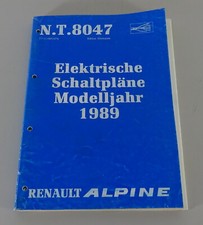 N.T.8047
Elektrische
Schaltpläne
Modelljahr
1989
RENAULT ALPINE